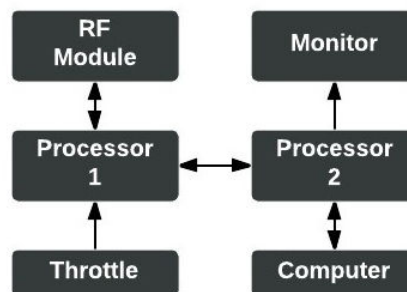 RF
Module
Monitor
Processor
1
Processor
2
Throttle
Computer